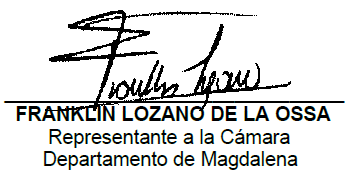 FRANKLIN LOZANO DE LA OSSA
Representante a la Cámara
Departamento de Magdalena